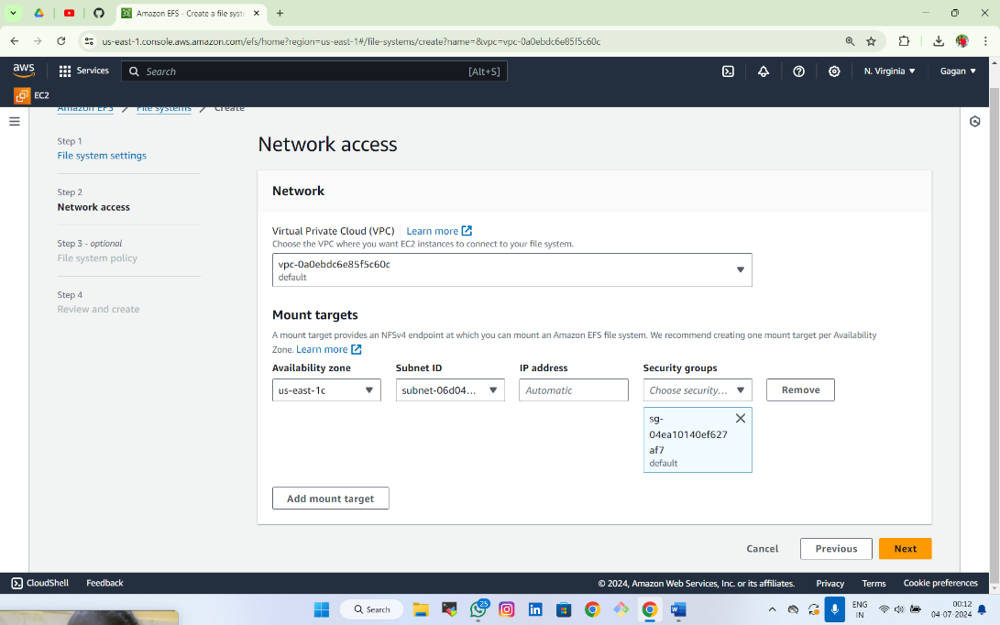 Amazon EFS - Create a file syst
us-east-1.console.aws.amazon.com/efs/home?region=us-east-1#/file-systems/create?name=&vpc=vpc-0a0ebdc6e85f5c60c
aws
Services
Search
[Alt+S]
N. Virginia
Gagan
EC2
Amazon EFS
File systems
Create
Step 1
File system settings
Step 2
Network access
Step 3 - optional
File system policy
Step 4
Review and create
Network access
Network
Virtual Private Cloud (VPC)
Learn more
Choose the VPC where you want EC2 instances to connect to your file system.
vpc-0a0ebdc6e85f5c60c
default
Mount targets
A mount target provides an NFSv4 endpoint at which you can mount an Amazon EFS file system. We recommend creating one mount target per Availability
Zone. Learn more
Availability zone
Subnet ID
IP address
Security groups
us-east-1c
subnet-06d04...
Automatic
Choose security...
Remove
sg-
04ea10140ef627
af7
default
Add mount target
Cancel
Previous
Next
CloudShell
Feedback
© 2024, Amazon Web Services, Inc. or its affiliates.
Privacy
Terms
Cookie preferences
Search
25
ENG
IN
00:12
04-07-2024